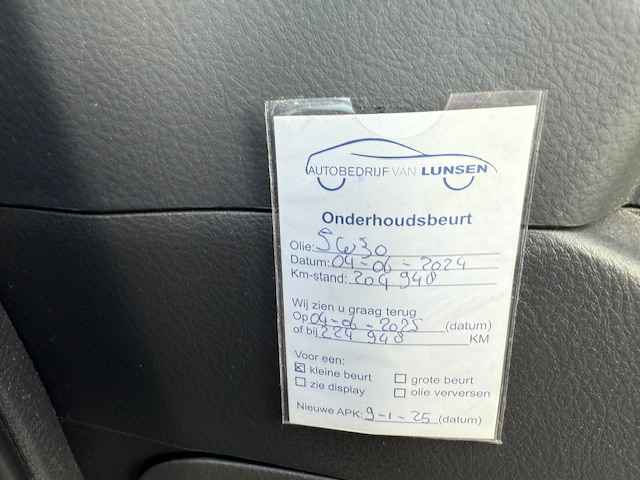 AUTOBEDRIJF VAN LUNSEN
Onderhoudsbeurt
Olie: 5w30
Datum: 04-06-2024
Km-stand: 204 948
Wij zien u graag terug
Op 04-06-2025 (datum)
of bij 224 948 KM
Voor een:
kleine beurt grote beurt
zie display olie verversen
Nieuwe APK: 9-1-25 (datum)